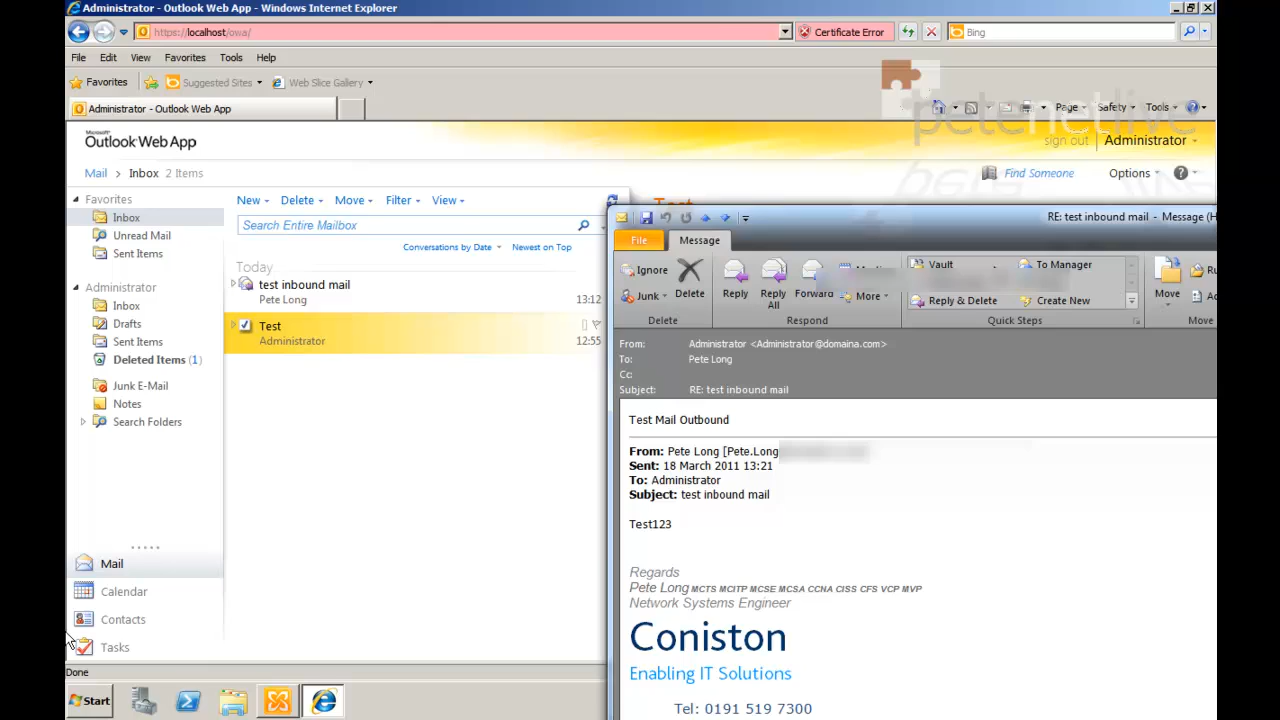 Administrator - Outlook Web App - Windows Internet Explorer
https://localhost/owa/
Certificate Error
Bing
File Edit View Favorites Tools Help
Favorites Suggested Sites Web Slice Gallery
Administrator - Outlook Web App
Page Safety Tools
petenetlive
Microsoft
Outlook Web App
sign out Administrator
Mail > Inbox 2 Items
Find Someone Options
Favorites
Inbox
Unread Mail
Sent Items
Administrator
Inbox
Drafts
Sent Items
Deleted Items (1)
Junk E-Mail
Notes
Search Folders
Mail
Calendar
Contacts
Tasks
New Delete Move Filter View
Search Entire Mailbox
Conversations by Date Newest on Top
Today
test inbound mail
Pete Long 13:12
Test
Administrator 12:55
Test
RE: test inbound mail - Message (H
File Message
Ignore
Junk
Delete
Delete
Reply
Reply All
Forward
More
Respond
Vault
To Manager
Reply & Delete
Create New
Quick Steps
Move
Ru
Move
From: Administrator <Administrator@domaina.com>
To: Pete Long
Cc:
Subject: RE: test inbound mail
Test Mail Outbound
From: Pete Long [Pete.Long
Sent: 18 March 2011 13:21
To: Administrator
Subject: test inbound mail
Test123
Regards
Pete Long MCTS MCITP MCSE MCSA CCNA CISS CFS VCP MVP
Network Systems Engineer
Coniston
Enabling IT Solutions
Tel: 0191 519 7300
Done
Start